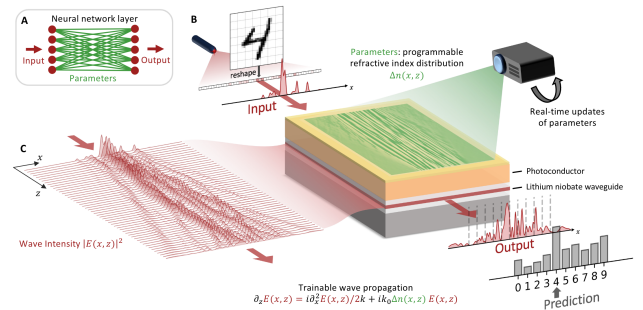 A
Neural network layer
Input
Output
Parameters
B
reshape
x
Input
Parameters: programmable
refractive index distribution
Δn(x, z)
Real-time updates
of parameters
C
x
z
Wave Intensity |E(x, z)|²
Photoconductor
Lithium niobate waveguide
x
Output
0 1 2 3 4 5 6 7 8 9
Prediction
Trainable wave propagation
∂zE(x, z) = i∂²ₓE(x, z)/2k + ik₀Δn(x, z) E(x, z)